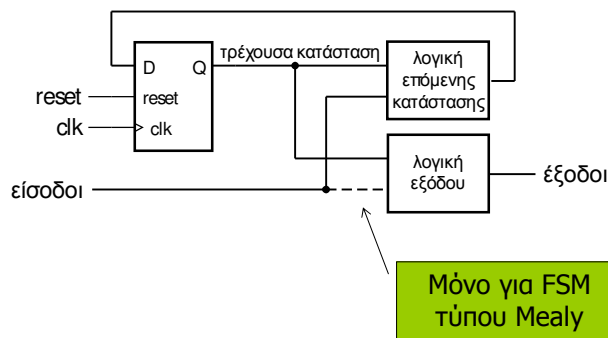 τρέχουσα κατάσταση
D Q
reset
clk
reset
clk
λογική
επόμενης
κατάστασης
λογική
εξόδου
είσοδοι
έξοδοι
Μόνο για FSM
τύπου Mealy